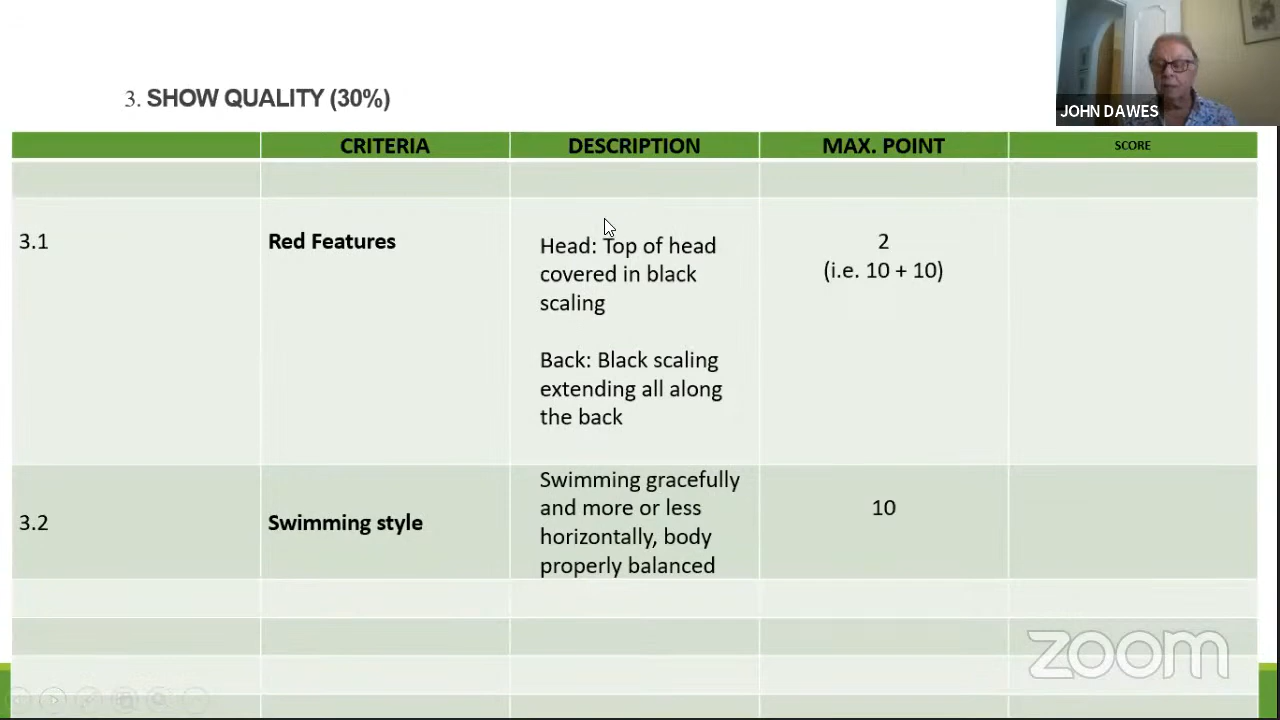 JOHN DAWES
3. SHOW QUALITY (30%)
CRITERIA DESCRIPTION MAX. POINT SCORE
3.1 Red Features
Head: Top of head
covered in black
scaling
Back: Black scaling
extending all along
the back
2
(i.e. 10 + 10)
3.2 Swimming style
Swimming gracefully
and more or less
horizontally, body
properly balanced
10
zoom